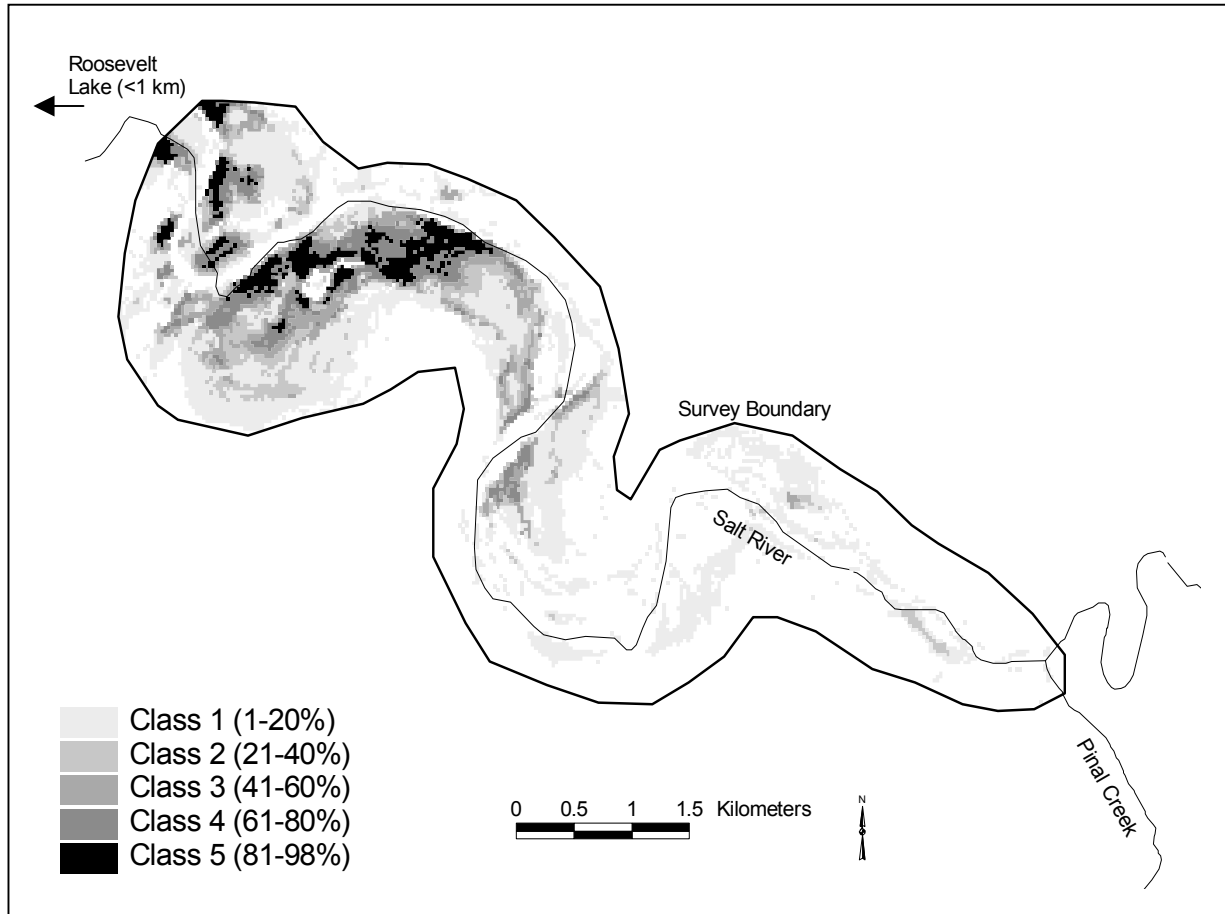 Roosevelt
Lake (<1 km)
Survey Boundary
Salt River
Pinal Creek
Class 1 (1-20%)
Class 2 (21-40%)
Class 3 (41-60%)
Class 4 (61-80%)
Class 5 (81-98%)
0 0.5 1 1.5 Kilometers
N